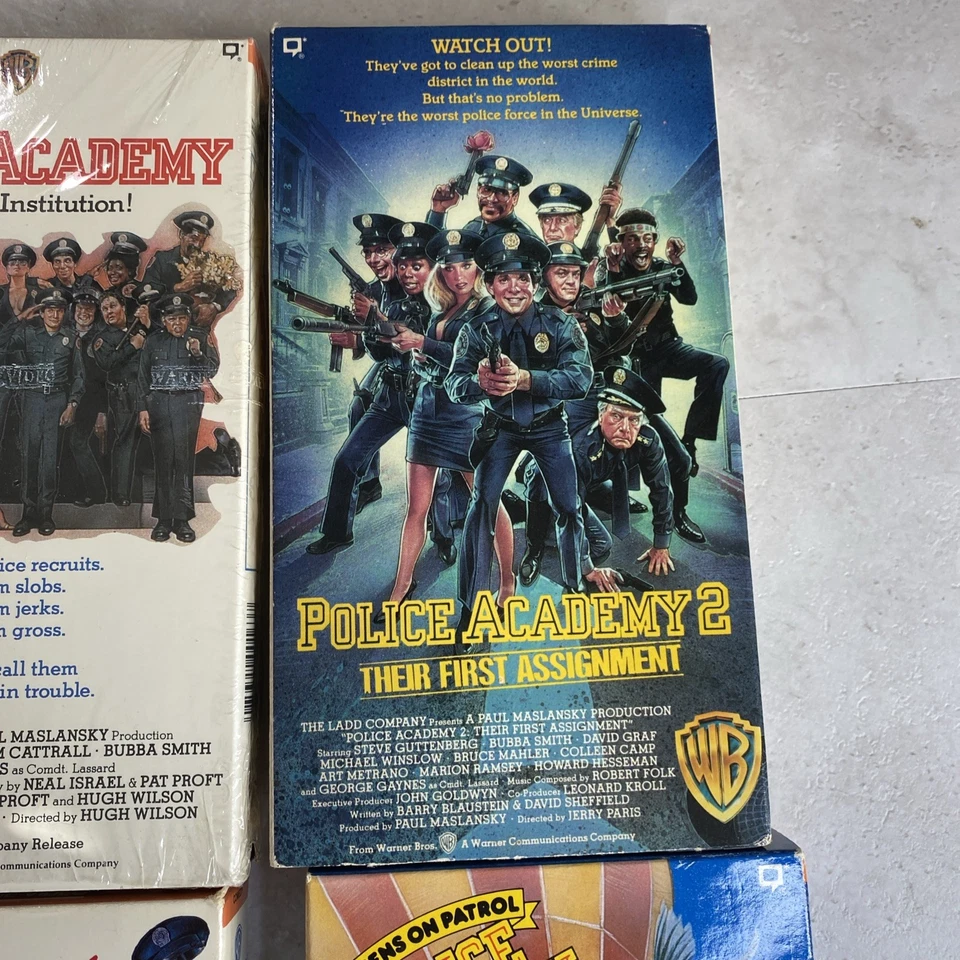 ACADEMY
Institution!
ice recruits.
n slobs.
n jerks.
n gross.
call them
in trouble.
L MASLANSKY Production
M CATTRALL · BUBBA SMITH
S as Comdt. Lassard
y by NEAL ISRAEL & PAT PROFT
PROFT and HUGH WILSON
· Directed by HUGH WILSON
pany Release
Communications Company
WATCH OUT!
They've got to clean up the worst crime
district in the world.
But that's no problem.
They're the worst police force in the Universe.
POLICE ACADEMY 2
THEIR FIRST ASSIGNMENT
THE LADD COMPANY Presents A PAUL MASLANSKY PRODUCTION
"POLICE ACADEMY 2: THEIR FIRST ASSIGNMENT"
Starring STEVE GUTTENBERG · BUBBA SMITH · DAVID GRAF
MICHAEL WINSLOW · BRUCE MAHLER · COLLEEN CAMP
ART METRANO · MARION RAMSEY · HOWARD HESSEMAN
and GEORGE GAYNES as Cmdt. Lassard · Music Composed by ROBERT FOLK
Executive Producer JOHN GOLDWYN · Co-Producer LEONARD KROLL
Written by BARRY BLAUSTEIN & DAVID SHEFFIELD
Produced by PAUL MASLANSKY · Directed by JERRY PARIS
From Warner Bros. WB A Warner Communications Company
WB
ENS ON PATROL